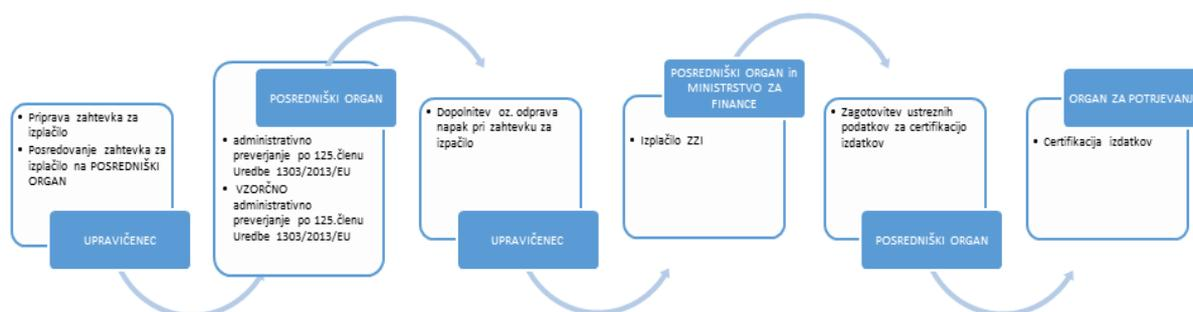 • Priprava zahtevka za
izplačilo
• Posredovanje zahtevka za
izplačilo na POSREDNIŠKI
ORGAN
UPRAVIČENEC
POSREDNIŠKI ORGAN
• administrativno
preverjanje po 125.členu
Uredbe 1303/2013/EU
• VZORČNO
administrativno
preverjanje po 125.členu
Uredbe 1303/2013/EU
• Dopolnitev oz. odprava
napak pri zahtevku za
izpačilo
UPRAVIČENEC
POSREDNIŠKI ORGAN in
MINISTRSTVO ZA
FINANCE
• Izplačilo ZZI
• Zagotovitev ustreznih
podatkov za certifikacijo
izdatkov
POSREDNIŠKI ORGAN
ORGAN ZA POTRJEVANJ
• Certifikacija izdatkov